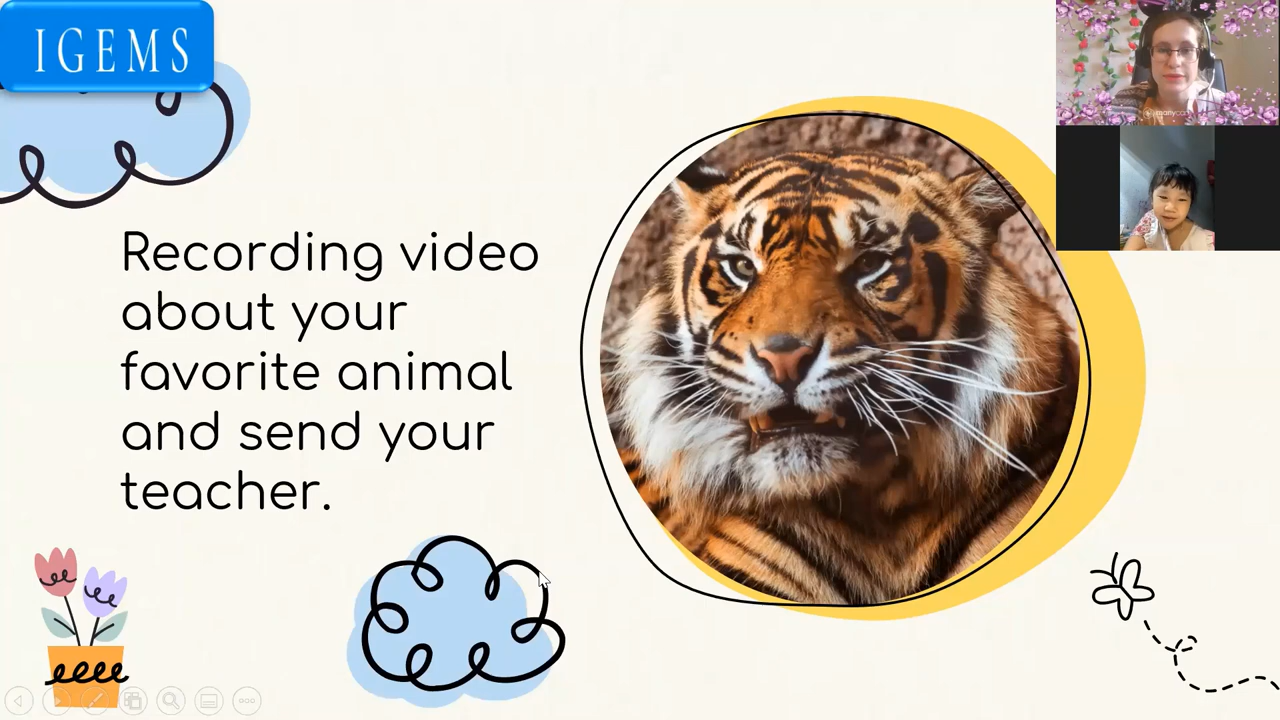 IGEMS
Recording video
about your
favorite animal
and send your
teacher.